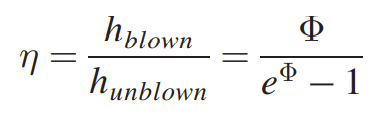 η = h_blown / h_unblown = Φ / (e^Φ − 1)